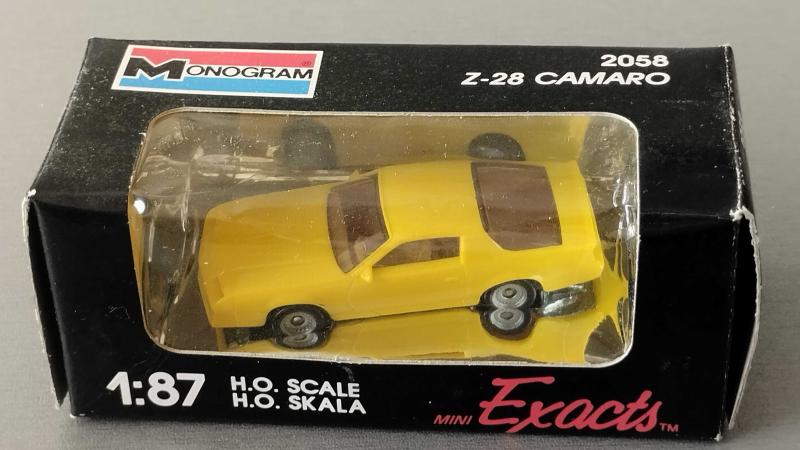 MONOGRAM®
2058
Z-28 CAMARO
1:87
H.O. SCALE
H.O. SKALA
MINI Exacts™